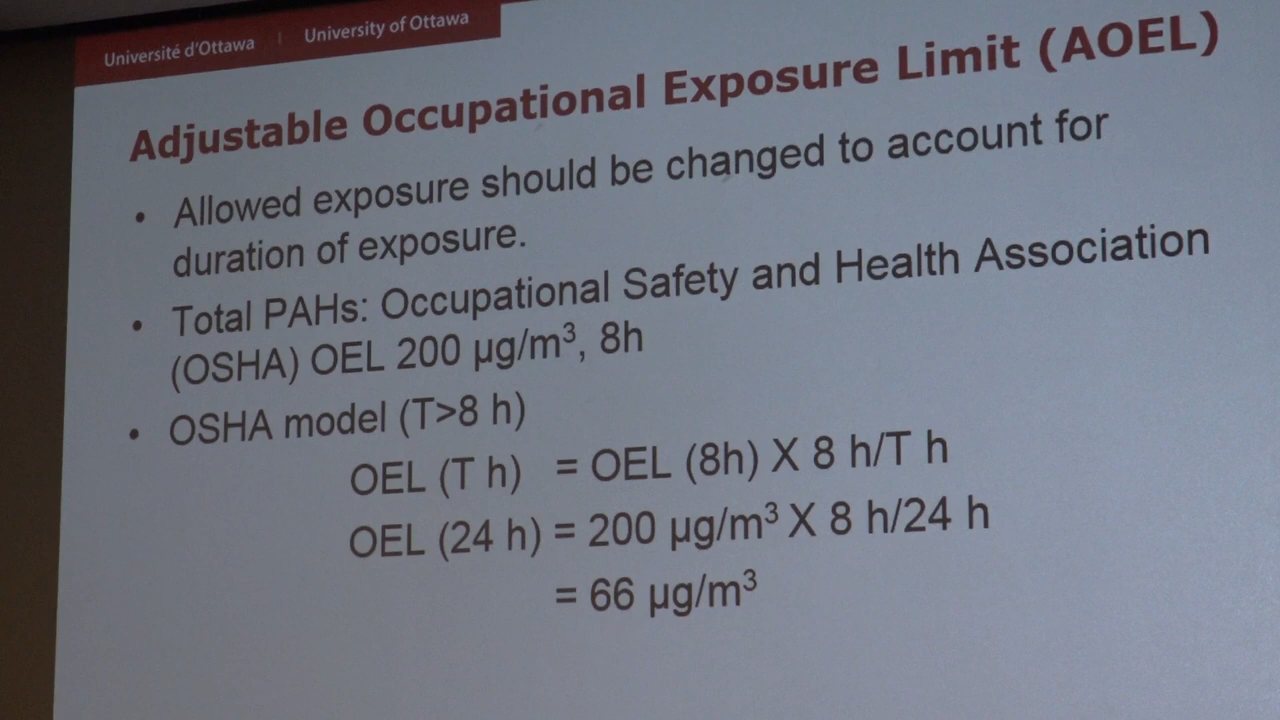 Université d'Ottawa | University of Ottawa
Adjustable Occupational Exposure Limit (AOEL)
• Allowed exposure should be changed to account for
duration of exposure.
• Total PAHs: Occupational Safety and Health Association
(OSHA) OEL 200 µg/m³, 8h
• OSHA model (T>8 h)
OEL (T h) = OEL (8h) X 8 h/T h
OEL (24 h) = 200 µg/m³ X 8 h/24 h
= 66 µg/m³